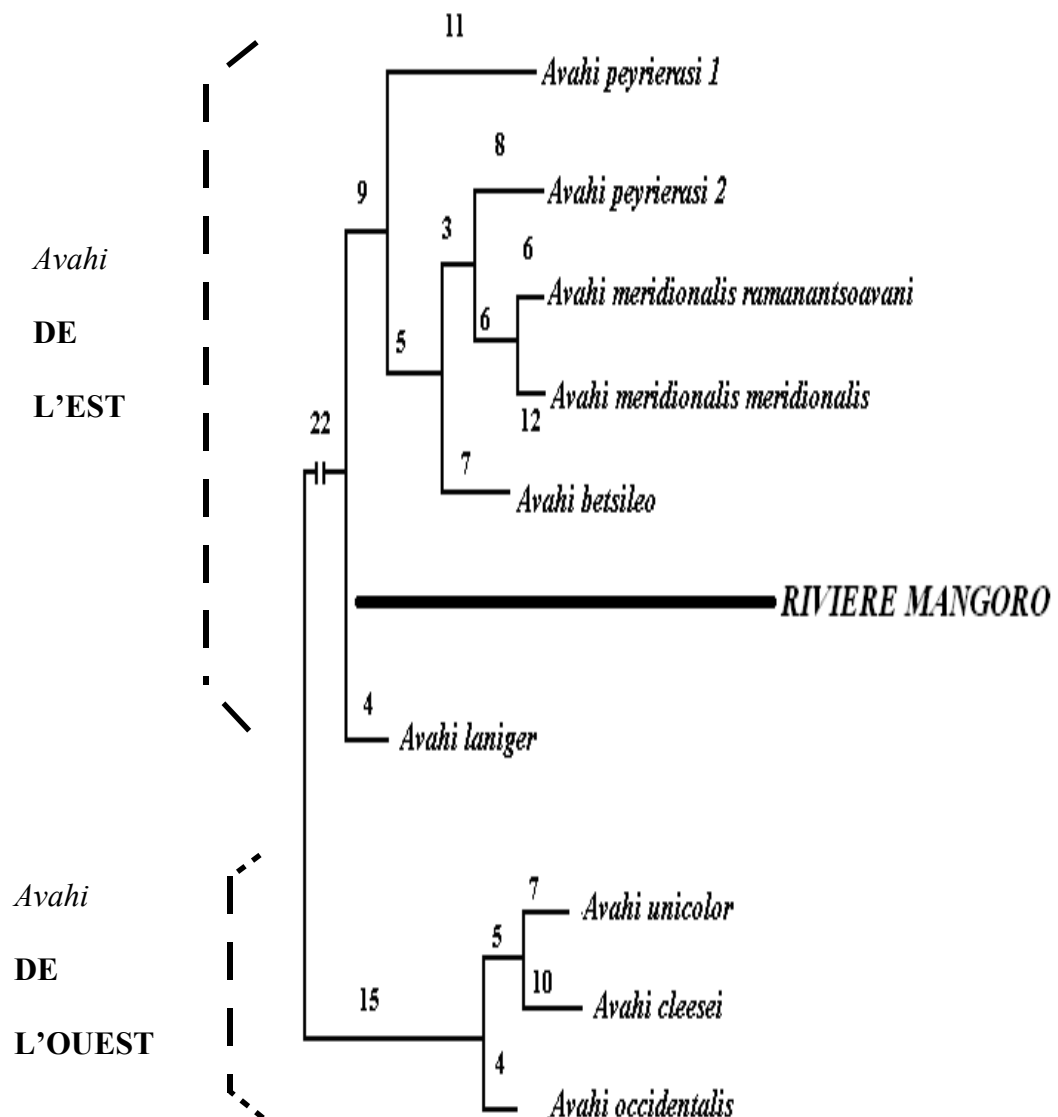 11
Avahi peyrierasi 1
8
9
Avahi peyrierasi 2
3
6
Avahi
DE
L’EST
Avahi meridionalis ramanantsoavani
6
5
Avahi meridionalis meridionalis
12
22
7
Avahi betsileo
RIVIERE MANGORO
4
Avahi laniger
Avahi
DE
L’OUEST
7
Avahi unicolor
5
10
Avahi cleesei
15
4
Avahi occidentalis